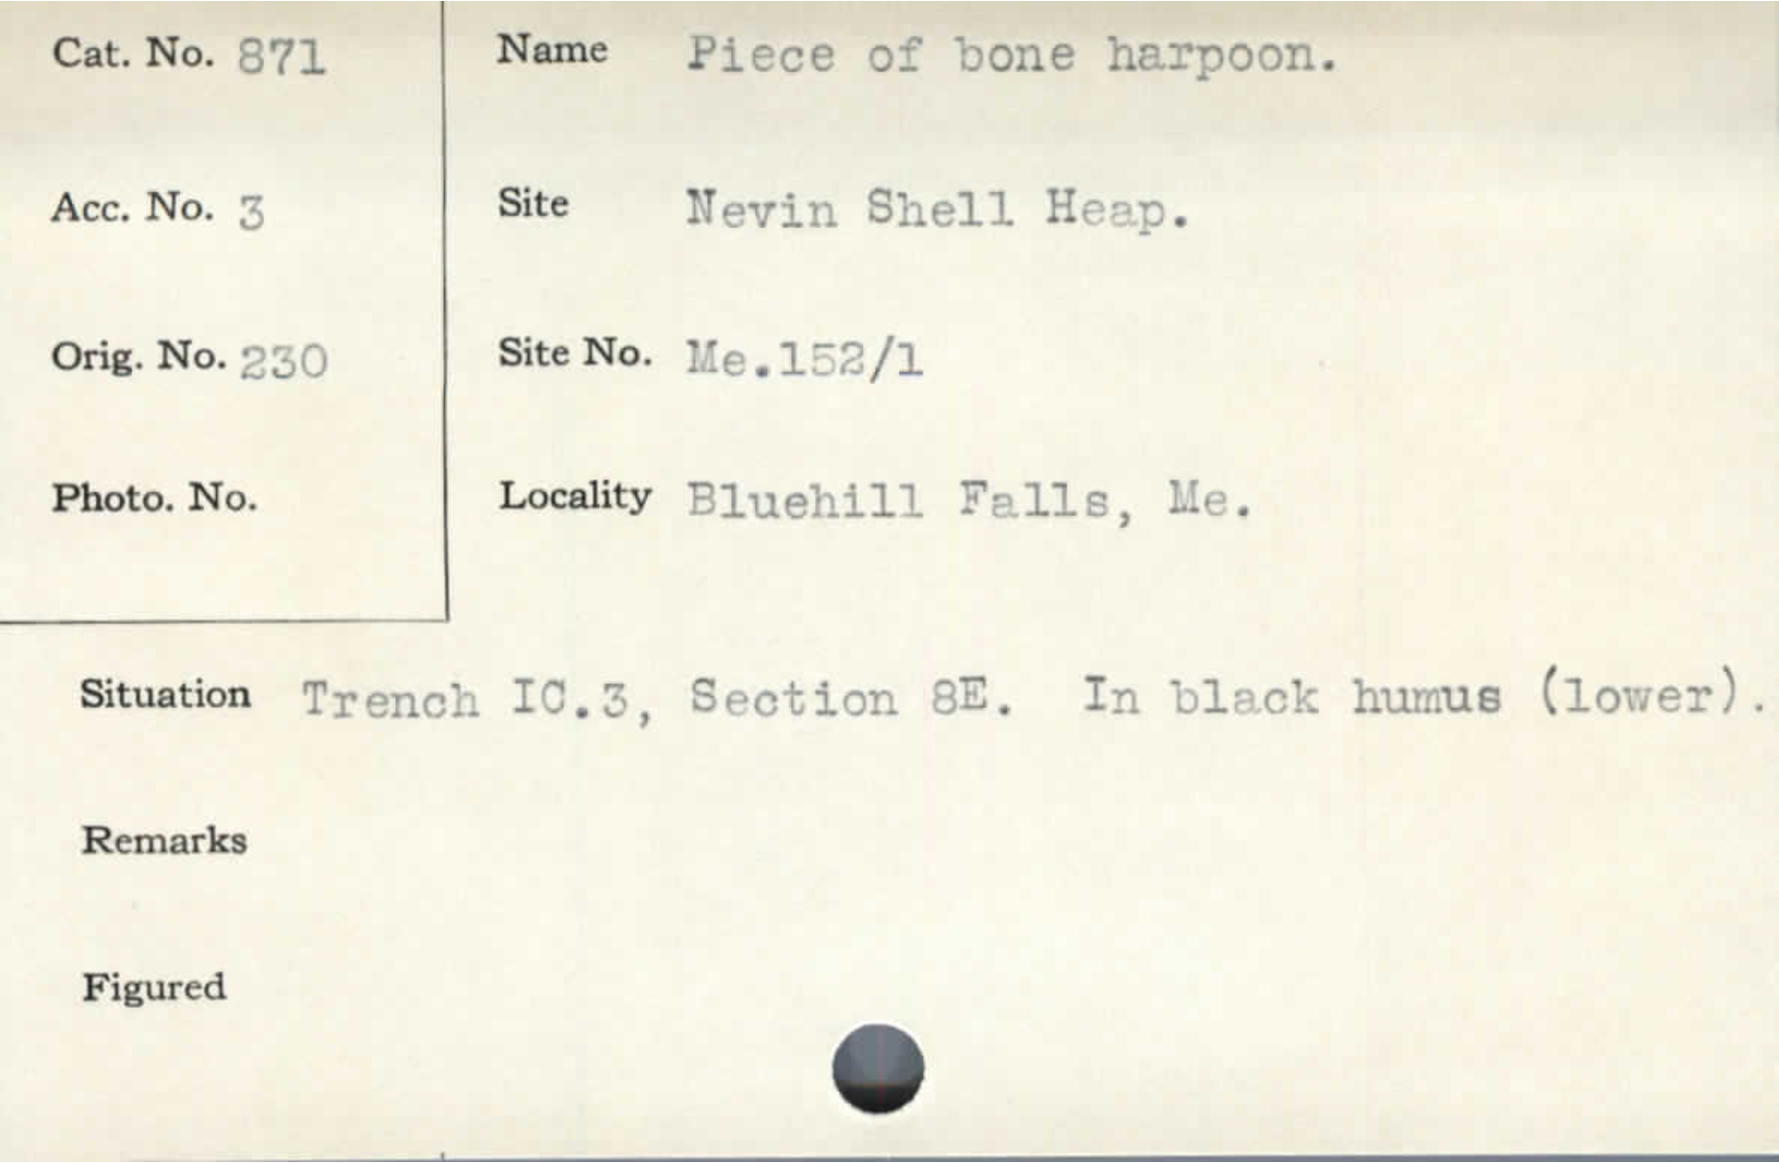 Cat. No. 871
Acc. No. 3
Orig. No. 230
Photo. No.
Name Piece of bone harpoon.
Site Nevin Shell Heap.
Site No. Me.152/1
Locality Bluehill Falls, Me.
Situation Trench IC.3, Section 8E. In black humus (lower).
Remarks
Figured